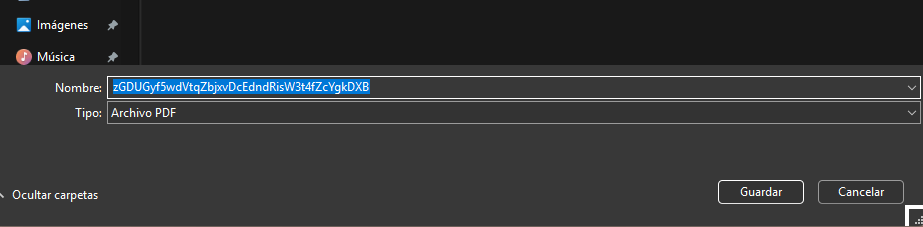 Imágenes
Música
Nombre: zGDUGyf5wdVtqZbjxvDcEdndRisW3t4fZcYgkDXB
Tipo: Archivo PDF
Ocultar carpetas Guardar Cancelar